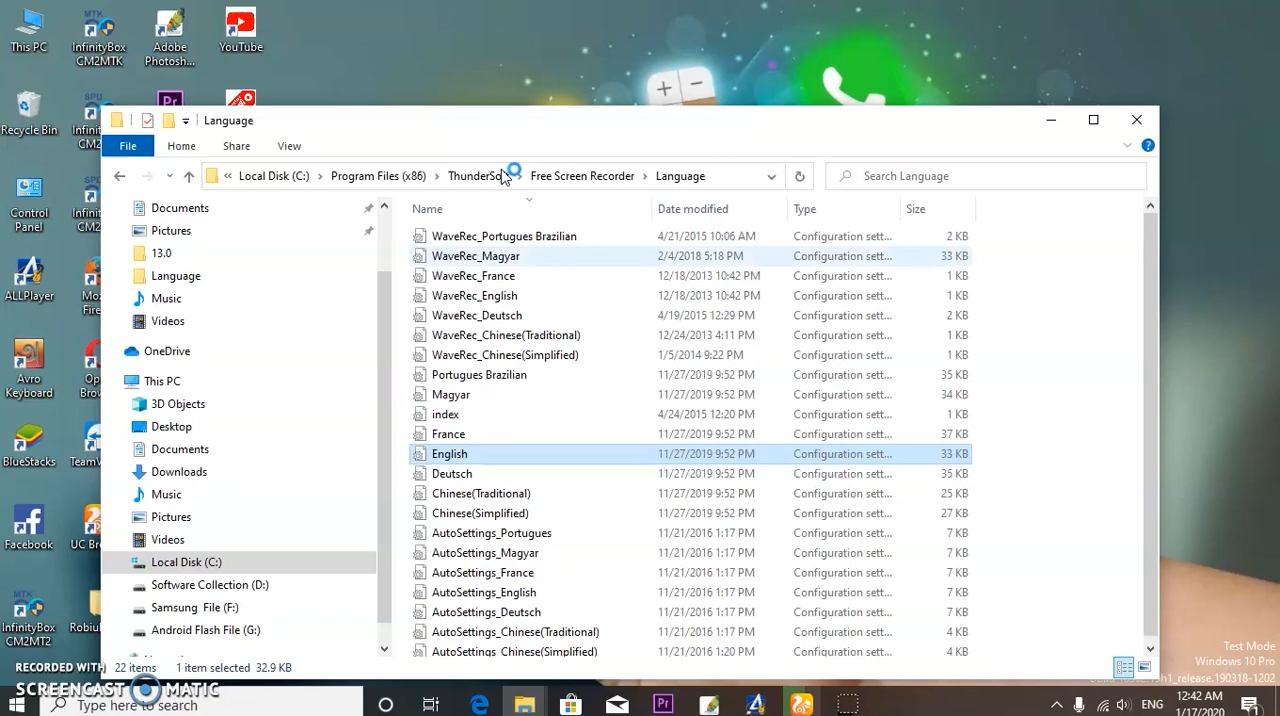 This PC
InfinityBox
CM2MTK
Adobe
Photosh...
YouTube
Recycle Bin
Control
Panel
ALLPlayer
Avro
Keyboard
BlueStacks
Facebook
UC Br
InfinityBox
CM2MT2
Language
File
Home
Share
View
Local Disk (C:)
Program Files (x86)
Free Screen Recorder
Language
Search Language
Name
Date modified
Type
Size
Documents
Pictures
13.0
Language
Music
Videos
OneDrive
This PC
3D Objects
Desktop
Documents
Downloads
Music
Pictures
Videos
Local Disk (C:)
Software Collection (D:)
Samsung File (F:)
Android Flash File (G:)
WaveRec_Portugues Brazilian 4/21/2015 10:06 AM Configuration sett... 2 KB
WaveRec_Magyar 2/4/2018 5:18 PM Configuration sett... 33 KB
WaveRec_France 12/18/2013 10:42 PM Configuration sett... 1 KB
WaveRec_English 12/18/2013 10:42 PM Configuration sett... 1 KB
WaveRec_Deutsch 4/19/2015 12:29 PM Configuration sett... 2 KB
WaveRec_Chinese(Traditional) 12/24/2013 4:11 PM Configuration sett... 1 KB
WaveRec_Chinese(Simplified) 1/5/2014 9:22 PM Configuration sett... 1 KB
Portugues Brazilian 11/27/2019 9:52 PM Configuration sett... 35 KB
Magyar 11/27/2019 9:52 PM Configuration sett... 34 KB
index 4/24/2015 12:20 PM Configuration sett... 1 KB
France 11/27/2019 9:52 PM Configuration sett... 37 KB
English 11/27/2019 9:52 PM Configuration sett... 33 KB
Deutsch 11/27/2019 9:52 PM Configuration sett... 35 KB
Chinese(Traditional) 11/27/2019 9:52 PM Configuration sett... 25 KB
Chinese(Simplified) 11/27/2019 9:52 PM Configuration sett... 27 KB
AutoSettings_Portugues 11/21/2016 1:17 PM Configuration sett... 7 KB
AutoSettings_Magyar 11/21/2016 1:17 PM Configuration sett... 7 KB
AutoSettings_France 11/21/2016 1:17 PM Configuration sett... 7 KB
AutoSettings_English 11/21/2016 1:17 PM Configuration sett... 7 KB
AutoSettings_Deutsch 11/21/2016 1:17 PM Configuration sett... 7 KB
AutoSettings_Chinese(Traditional) 11/21/2016 1:17 PM Configuration sett... 4 KB
AutoSettings_Chinese(Simplified) 11/21/2016 1:20 PM Configuration sett... 4 KB
22 items
1 item selected 32.9 KB
Test Mode
Windows 10 Pro
RECORDED WITH
SCREENCAST MATIC
Type here to search
ENG
12:42 AM
1/17/2020